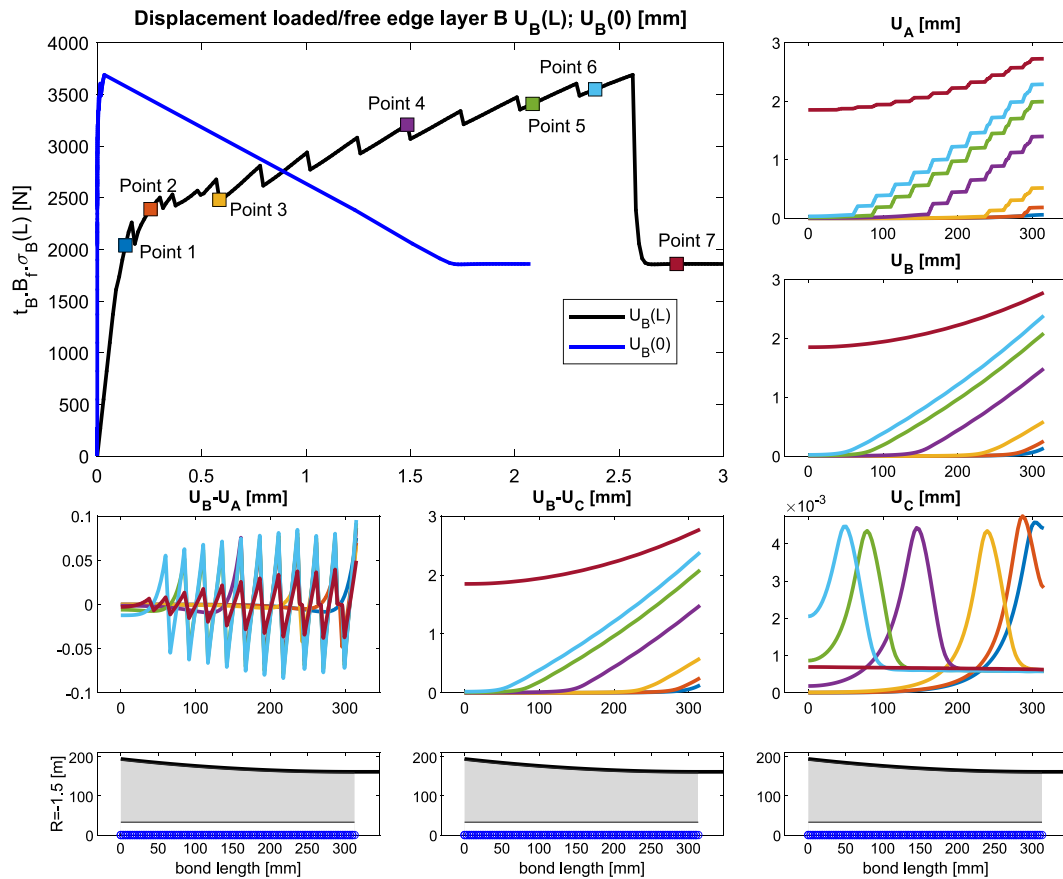 Displacement loaded/free edge layer B U_B(L); U_B(0) [mm]
t_B.B_f.σ_B(L) [N]
4000
3500
3000
2500
2000
1500
1000
500
0
0 0.5 1 1.5 2 2.5 3
Point 1
Point 2
Point 3
Point 4
Point 5
Point 6
Point 7
U_B(L)
U_B(0)
U_A [mm]
3
2
1
0
0 100 200 300
U_B [mm]
3
2
1
0
0 100 200 300
U_B-U_A [mm]
0.1
0.05
0
-0.05
-0.1
0 100 200 300
U_B-U_C [mm]
3
2
1
0
0 100 200 300
×10^-3
U_C [mm]
4
3
2
1
0
0 100 200 300
R=-1.5 [m]
200
100
0
0 50 100 150 200 250 300
bond length [mm]
200
100
0
0 50 100 150 200 250 300
bond length [mm]
200
100
0
0 50 100 150 200 250 300
bond length [mm]